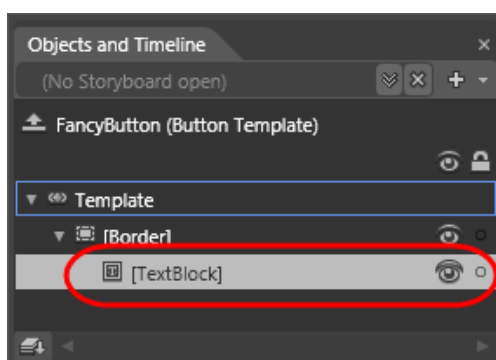 Objects and Timeline
(No Storyboard open)
FancyButton (Button Template)
Template
[Border]
[TextBlock]